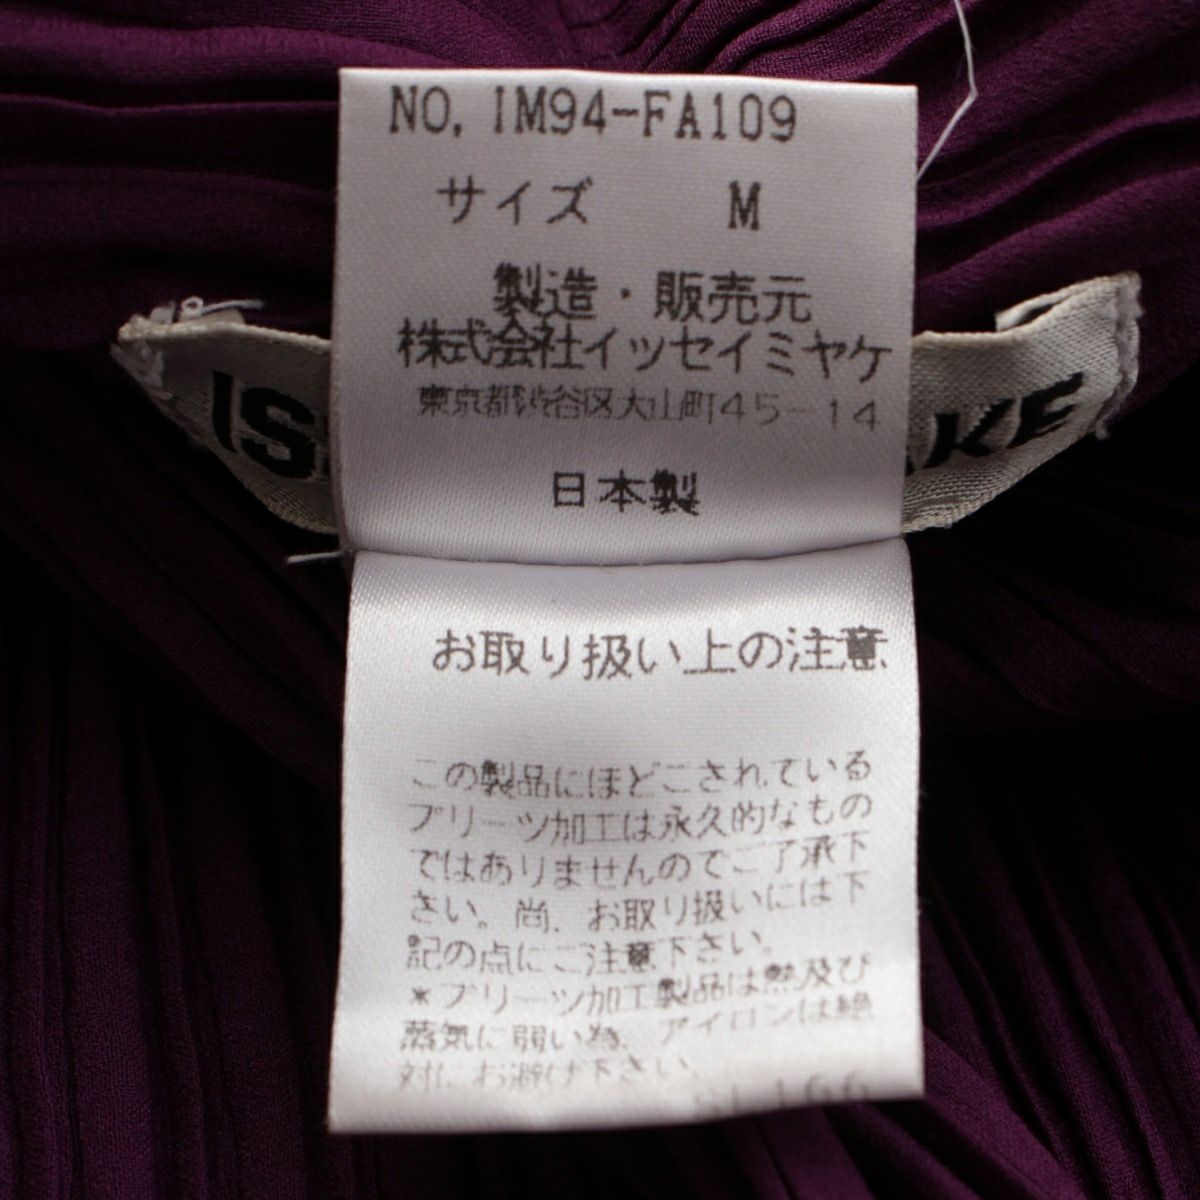 NO. IM94-FA109
サイズ M
製造・販売元
株式会社イッセイミヤケ
東京都渋谷区大山町45-14
IS KE
日本製
お取り扱い上の注意
この製品にほどこされている
プリーツ加工は永久的なもの
ではありませんのでご了承下
さい。尚、お取り扱いには下
記の点にご注意下さい。
*プリーツ加工製品は熱及び
蒸気に弱い為、アイロンは絶
対にお避け下さい。